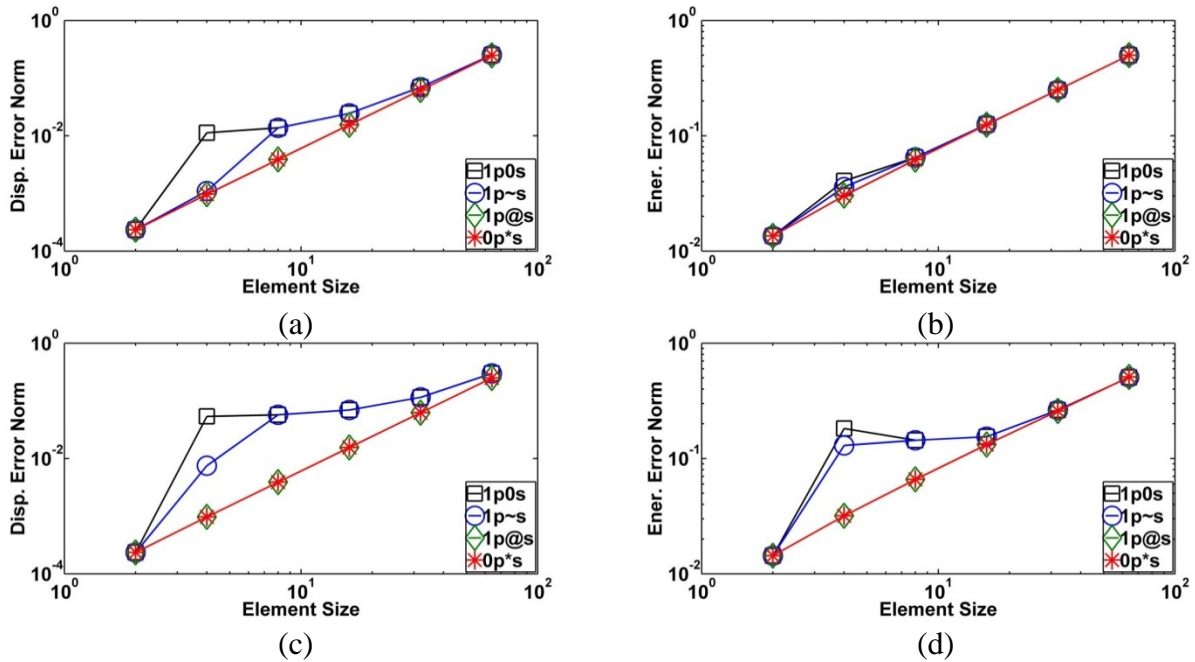 10^0
10^-2
10^-4
Disp. Error Norm
1p0s
1p~s
1p@s
0p*s
10^0
10^1
10^2
Element Size
(a)
10^0
10^-1
10^-2
Ener. Error Norm
1p0s
1p~s
1p@s
0p*s
10^0
10^1
10^2
Element Size
(b)
10^0
10^-2
10^-4
Disp. Error Norm
1p0s
1p~s
1p@s
0p*s
10^0
10^1
10^2
Element Size
(c)
10^0
10^-1
10^-2
Ener. Error Norm
1p0s
1p~s
1p@s
0p*s
10^0
10^1
10^2
Element Size
(d)